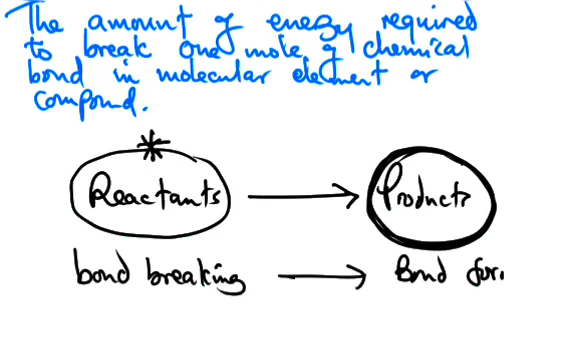 The amount of energy required
to break one mole of chemical
bond in molecular element or
compound.
*
Reactants → Products
bond breaking → Bond for